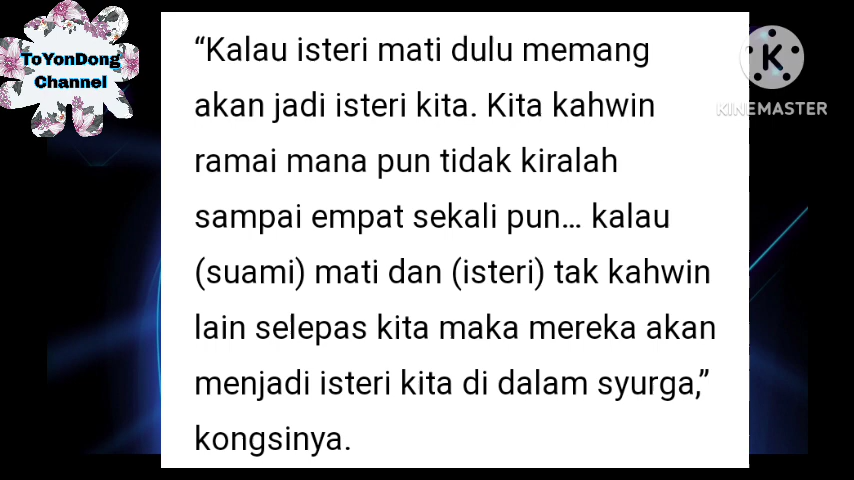 ToYonDong
Channel
K
KINEMASTER
“Kalau isteri mati dulu memang
akan jadi isteri kita. Kita kahwin
ramai mana pun tidak kiralah
sampai empat sekali pun... kalau
(suami) mati dan (isteri) tak kahwin
lain selepas kita maka mereka akan
menjadi isteri kita di dalam syurga,”
kongsinya.